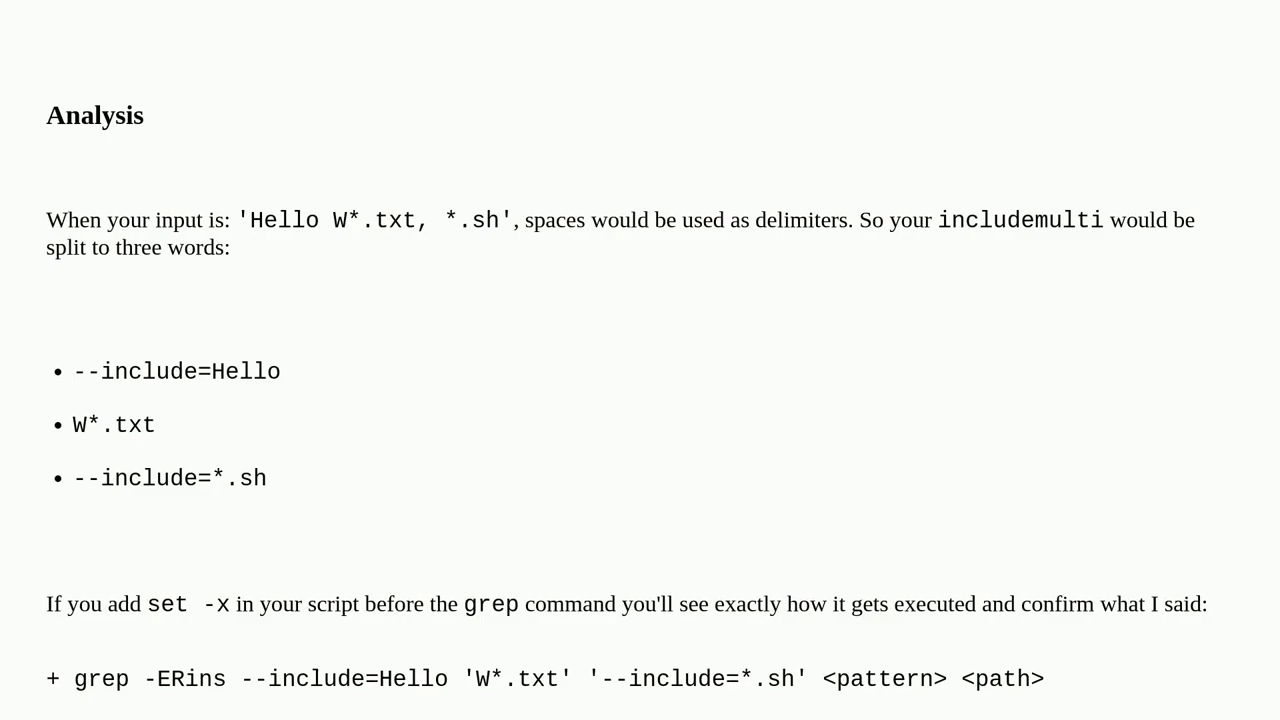 Analysis
When your input is: 'Hello W*.txt, *.sh', spaces would be used as delimiters. So your includemulti would be
split to three words:
• --include=Hello
• W*.txt
• --include=*.sh
If you add set -x in your script before the grep command you'll see exactly how it gets executed and confirm what I said:
+ grep -ERins --include=Hello 'W*.txt' '--include=*.sh' <pattern> <path>